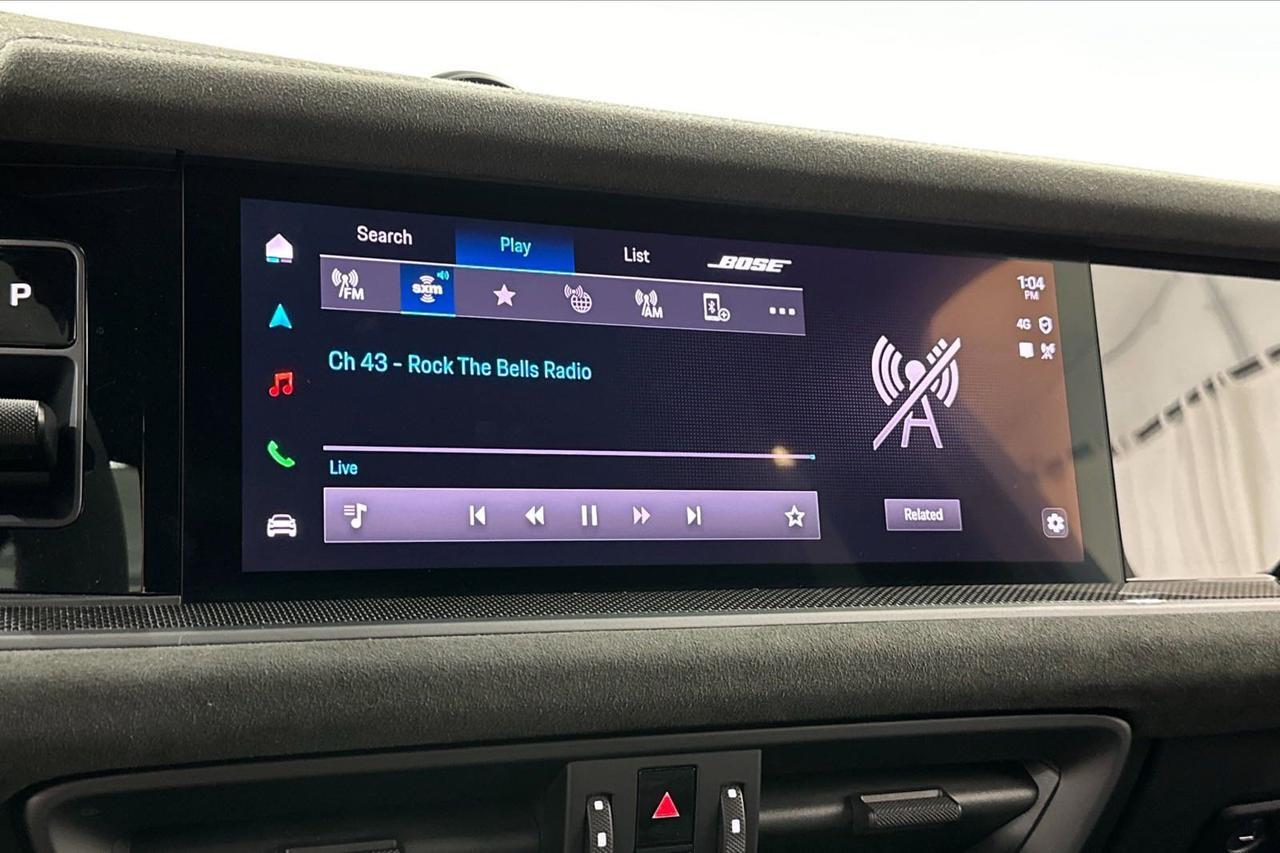 Search
Play
List
BOSE
FM
sxm
AM
1:04
PM
4G
P
Ch 43 - Rock The Bells Radio
Live
Related